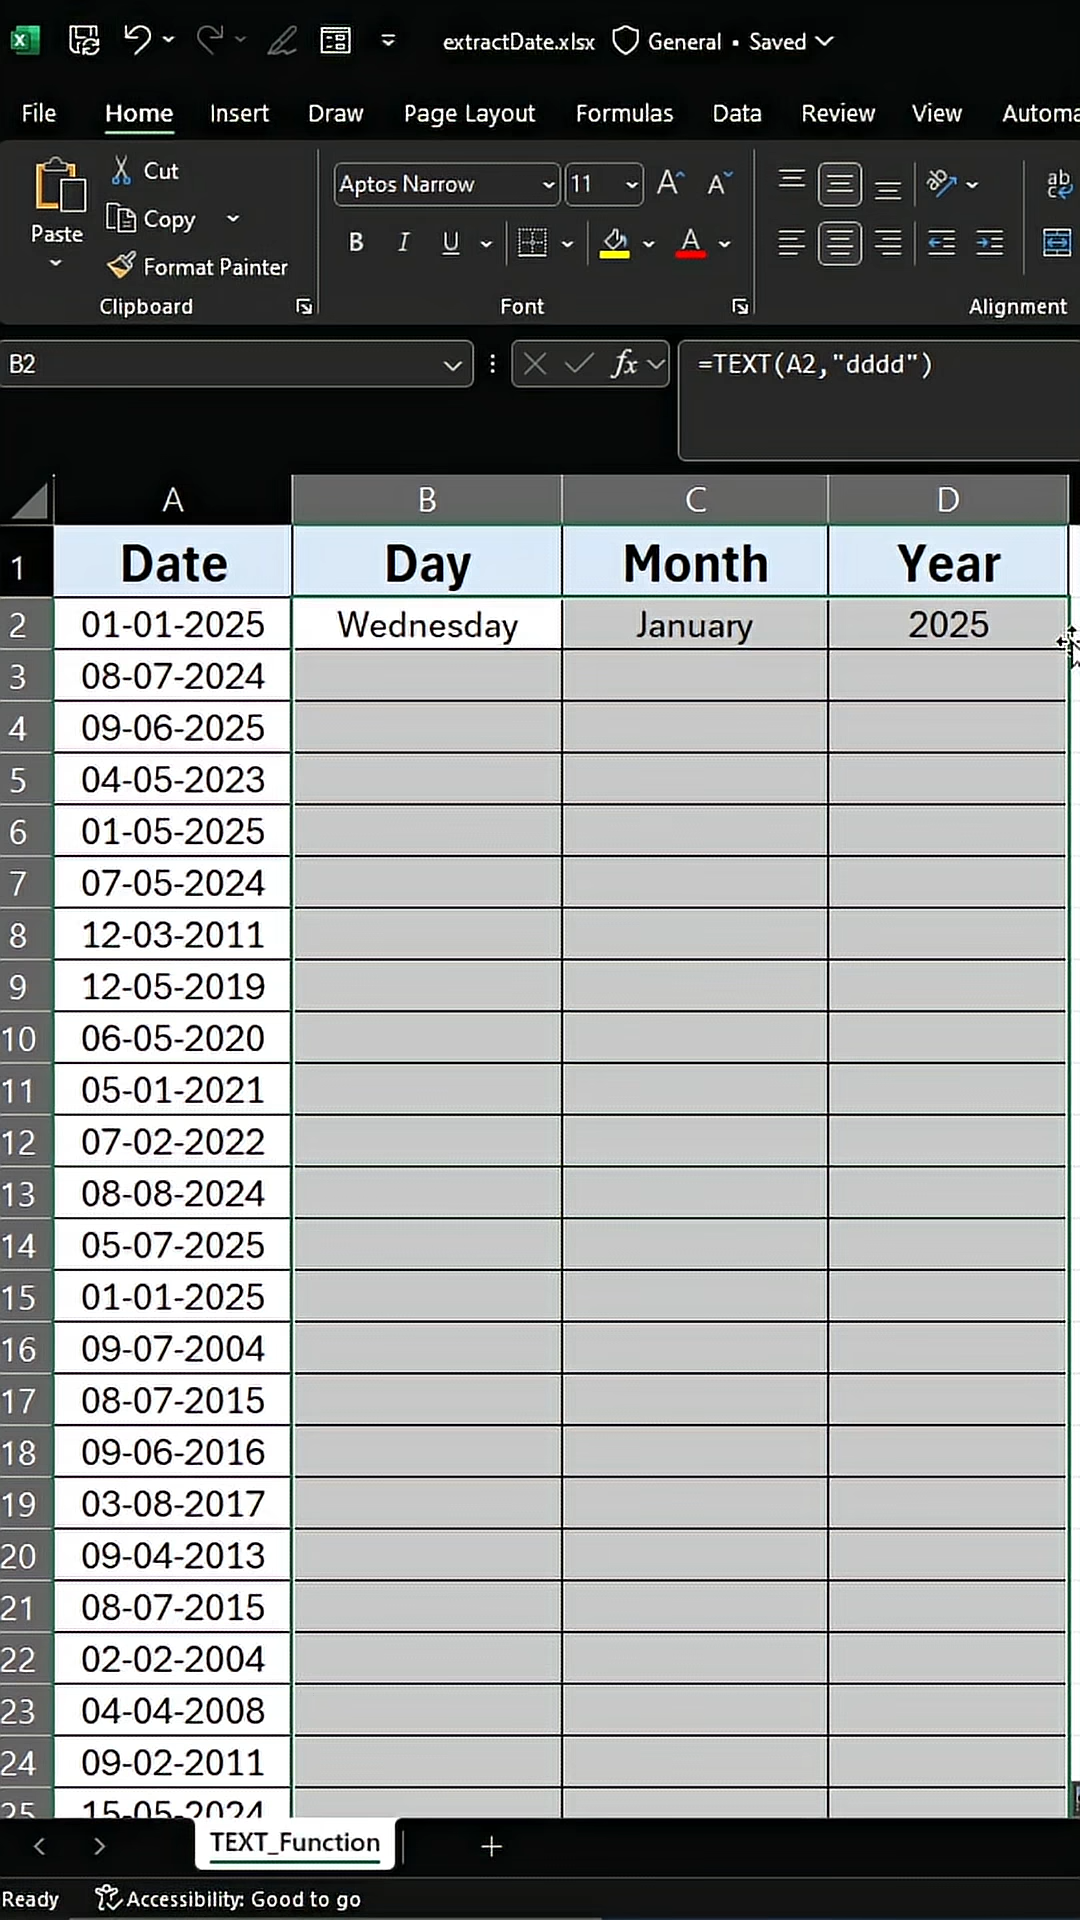 extractDate.xlsx General • Saved
File Home Insert Draw Page Layout Formulas Data Review View Automa
Paste Cut Copy Format Painter
Clipboard
Aptos Narrow 11 A A
B I U A
Font
ab
Alignment
B2 fx =TEXT(A2,"dddd")
A B C D
1 Date Day Month Year
2 01-01-2025 Wednesday January 2025
3 08-07-2024
4 09-06-2025
5 04-05-2023
6 01-05-2025
7 07-05-2024
8 12-03-2011
9 12-05-2019
10 06-05-2020
11 05-01-2021
12 07-02-2022
13 08-08-2024
14 05-07-2025
15 01-01-2025
16 09-07-2004
17 08-07-2015
18 09-06-2016
19 03-08-2017
20 09-04-2013
21 08-07-2015
22 02-02-2004
23 04-04-2008
24 09-02-2011
25 15-05-2024
TEXT_Function
Ready Accessibility: Good to go